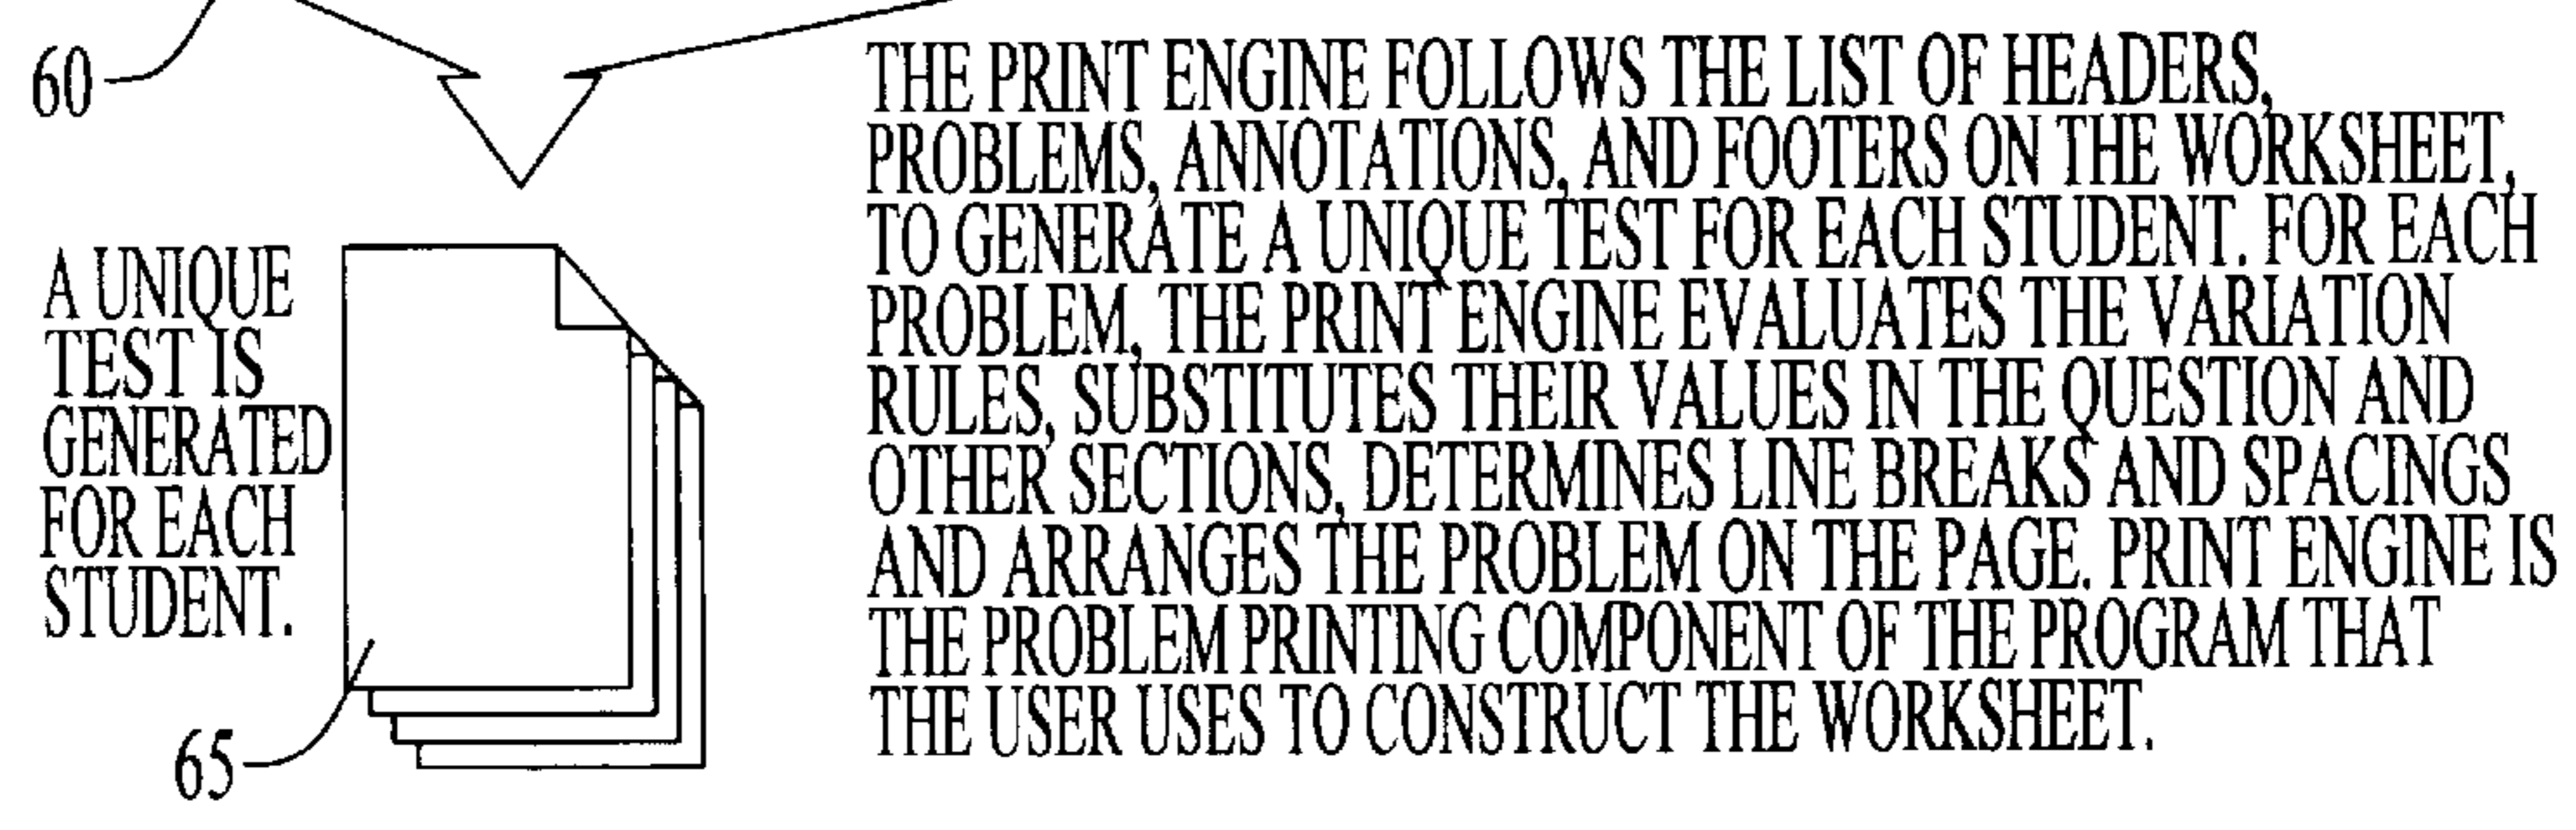 60
THE PRINT ENGINE FOLLOWS THE LIST OF HEADERS,
PROBLEMS, ANNOTATIONS, AND FOOTERS ON THE WORKSHEET,
TO GENERATE A UNIQUE TEST FOR EACH STUDENT. FOR EACH
PROBLEM, THE PRINT ENGINE EVALUATES THE VARIATION
RULES, SUBSTITUTES THEIR VALUES IN THE QUESTION AND
OTHER SECTIONS, DETERMINES LINE BREAKS AND SPACINGS
AND ARRANGES THE PROBLEM ON THE PAGE. PRINT ENGINE IS
THE PROBLEM PRINTING COMPONENT OF THE PROGRAM THAT
THE USER USES TO CONSTRUCT THE WORKSHEET.
A UNIQUE
TEST IS
GENERATED
FOR EACH
STUDENT.
65